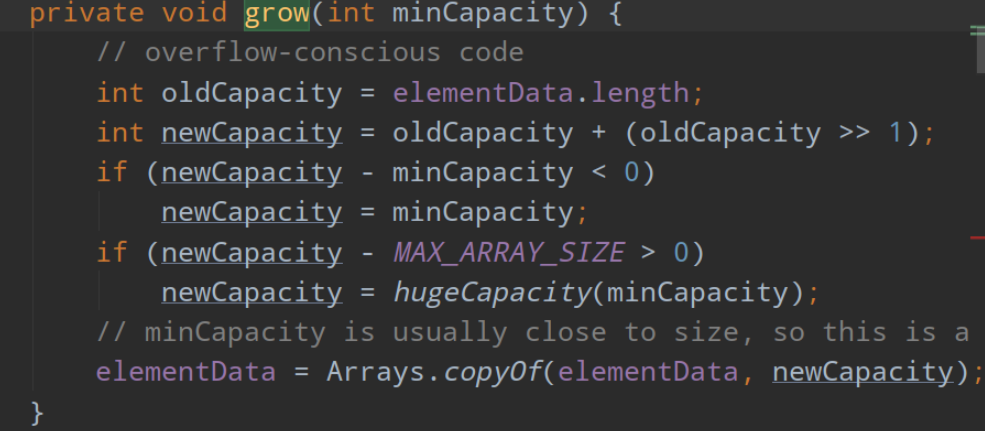 private void grow(int minCapacity) {
// overflow-conscious code
int oldCapacity = elementData.length;
int newCapacity = oldCapacity + (oldCapacity >> 1);
if (newCapacity - minCapacity < 0)
newCapacity = minCapacity;
if (newCapacity - MAX_ARRAY_SIZE > 0)
newCapacity = hugeCapacity(minCapacity);
// minCapacity is usually close to size, so this is a
elementData = Arrays.copyOf(elementData, newCapacity);
}